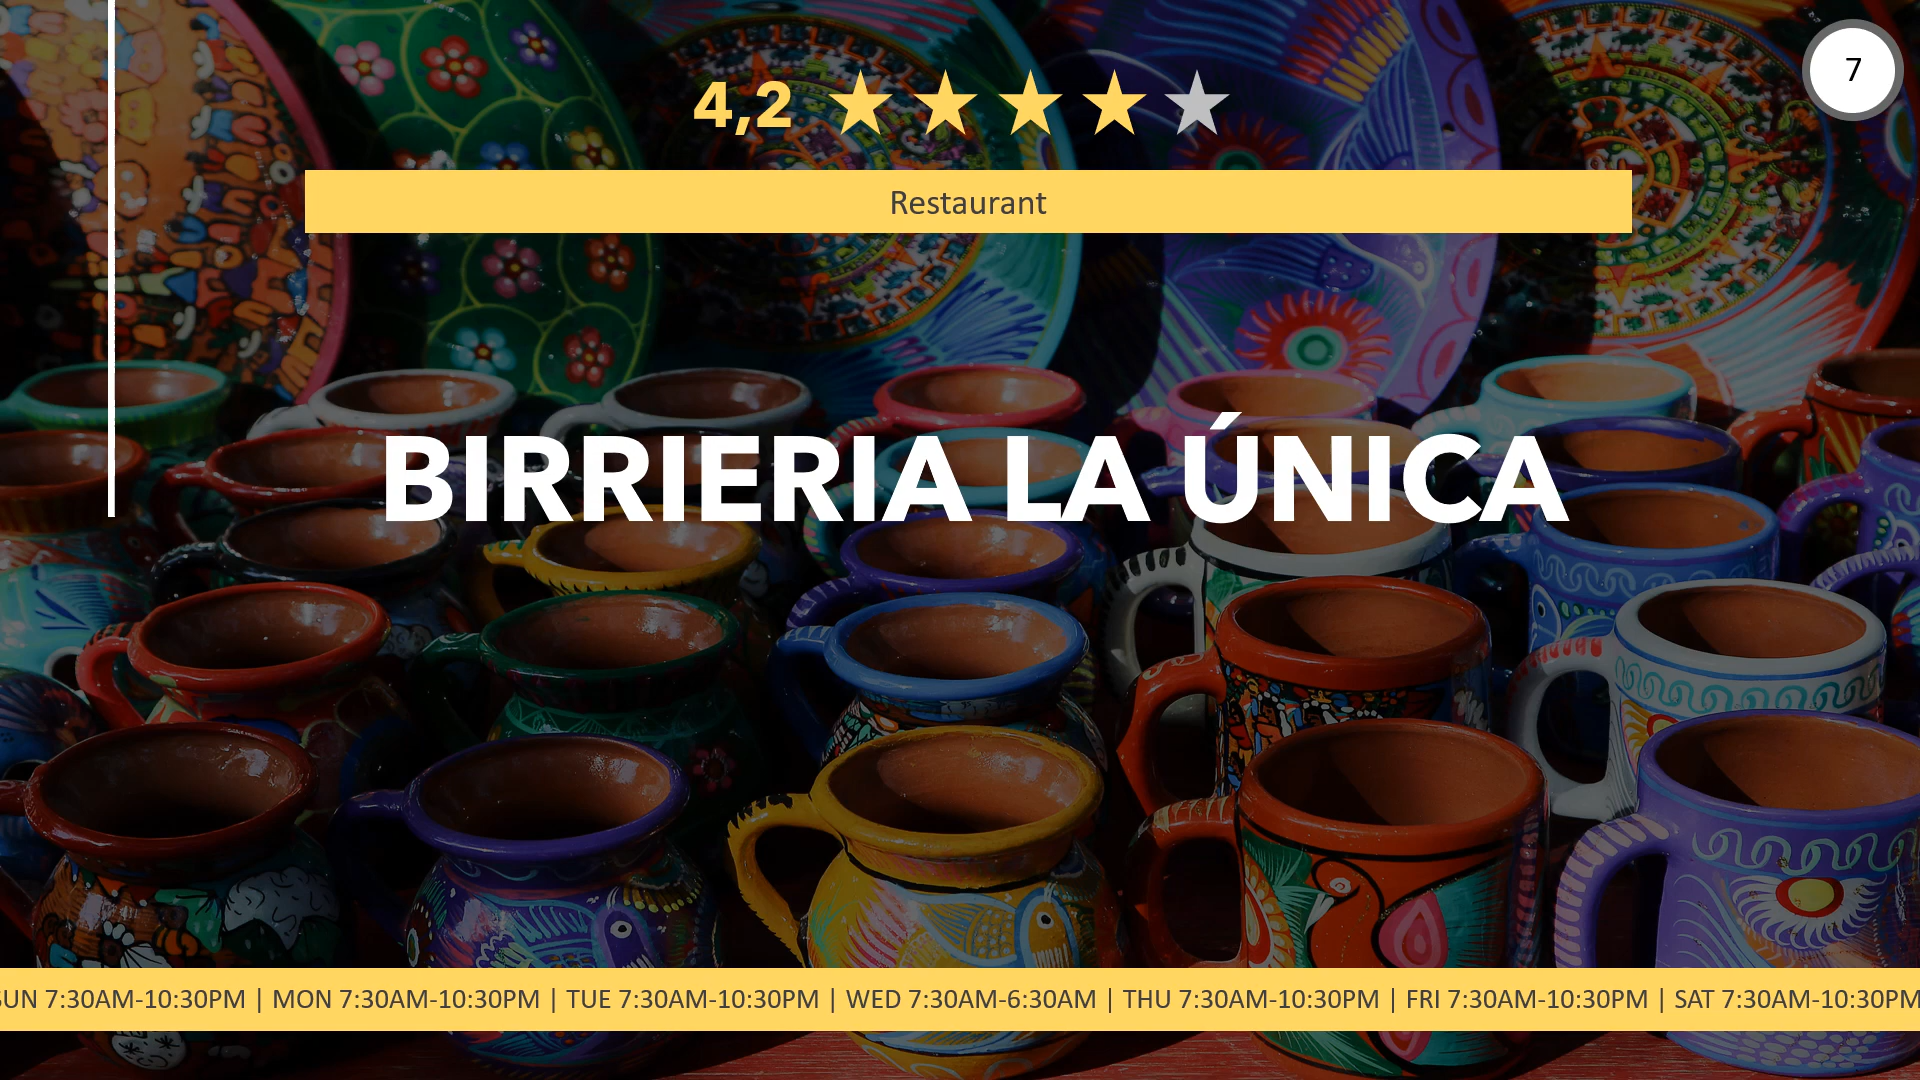 7
4,2
Restaurant
BIRRIERIA LA ÚNICA
SUN 7:30AM-10:30PM | MON 7:30AM-10:30PM | TUE 7:30AM-10:30PM | WED 7:30AM-6:30AM | THU 7:30AM-10:30PM | FRI 7:30AM-10:30PM | SAT 7:30AM-10:30PM